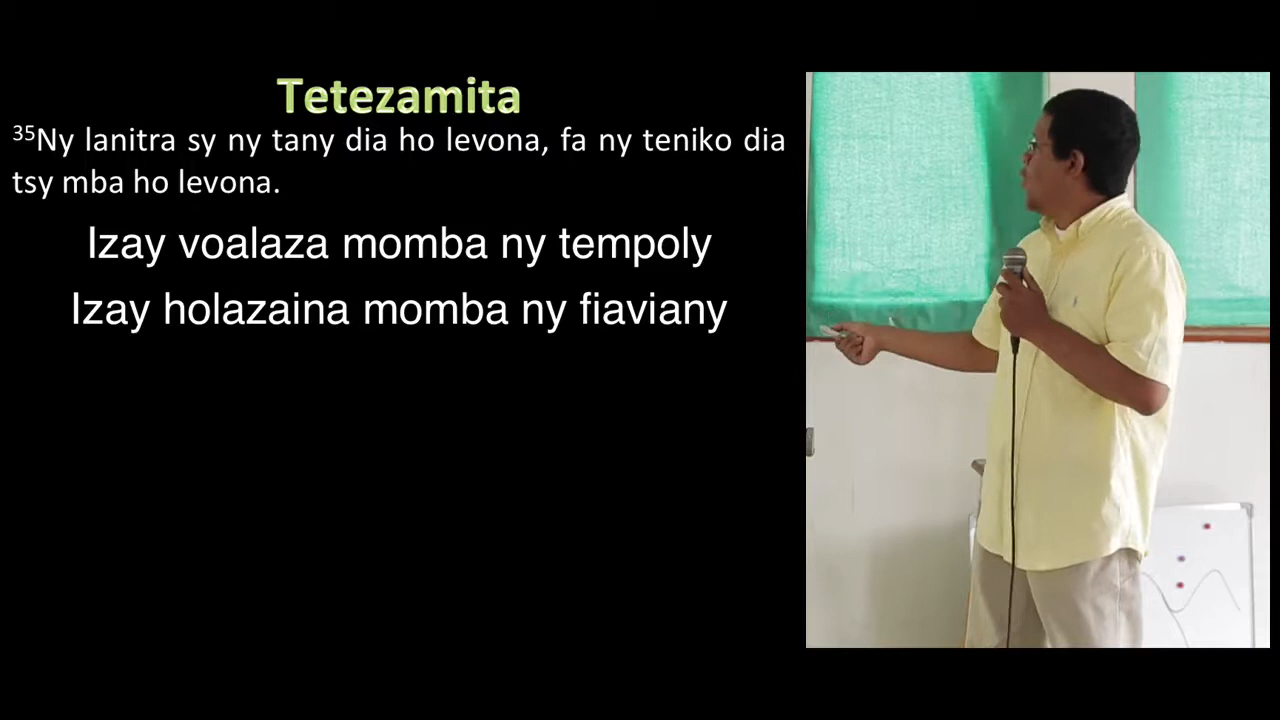 Tetezamita
³⁵Ny lanitra sy ny tany dia ho levona, fa ny teniko dia
tsy mba ho levona.
Izay voalaza momba ny tempoly
Izay holazaina momba ny fiaviany